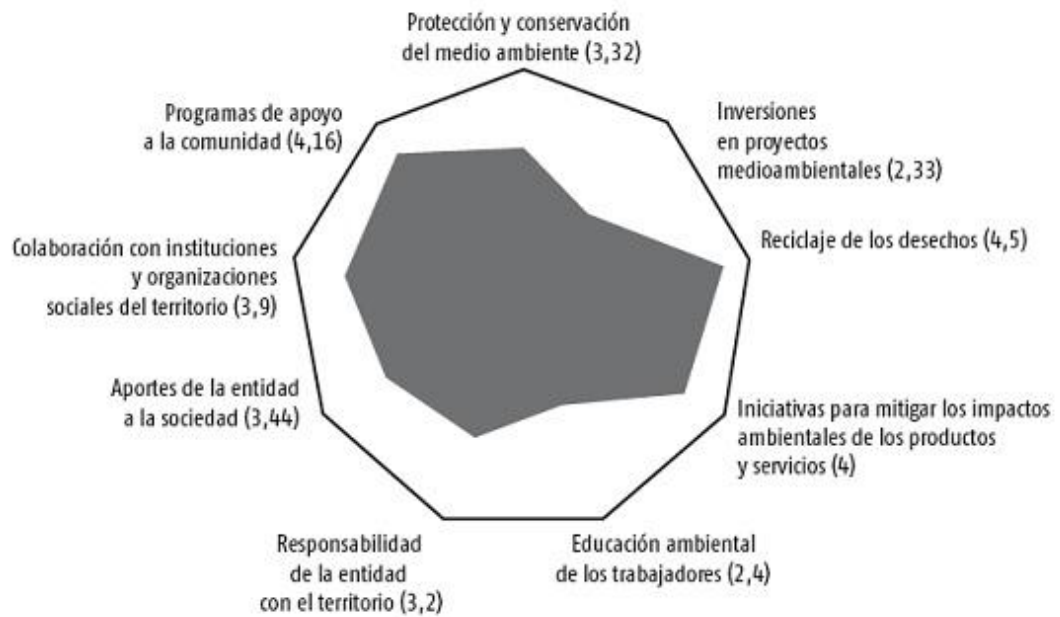 Protección y conservación
del medio ambiente (3,32)
Inversiones
en proyectos
medioambientales (2,33)
Reciclaje de los desechos (4,5)
Iniciativas para mitigar los impactos
ambientales de los productos
y servicios (4)
Educación ambiental
de los trabajadores (2,4)
Responsabilidad
de la entidad
con el territorio (3,2)
Aportes de la entidad
a la sociedad (3,44)
Colaboración con instituciones
y organizaciones
sociales del territorio (3,9)
Programas de apoyo
a la comunidad (4,16)